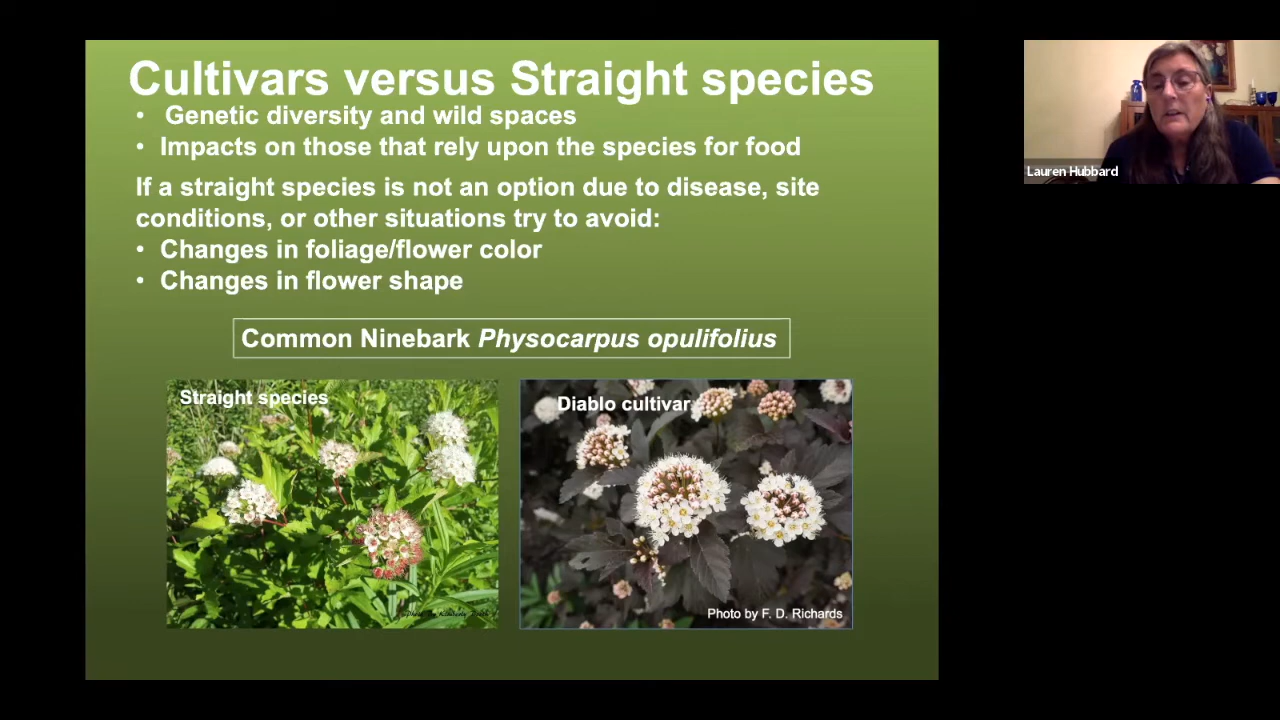 Cultivars versus Straight species
• Genetic diversity and wild spaces
• Impacts on those that rely upon the species for food
If a straight species is not an option due to disease, site
conditions, or other situations try to avoid:
• Changes in foliage/flower color
• Changes in flower shape
Common Ninebark Physocarpus opulifolius
Straight species
Diablo cultivar
Photo by F. D. Richards
Lauren Hubbard